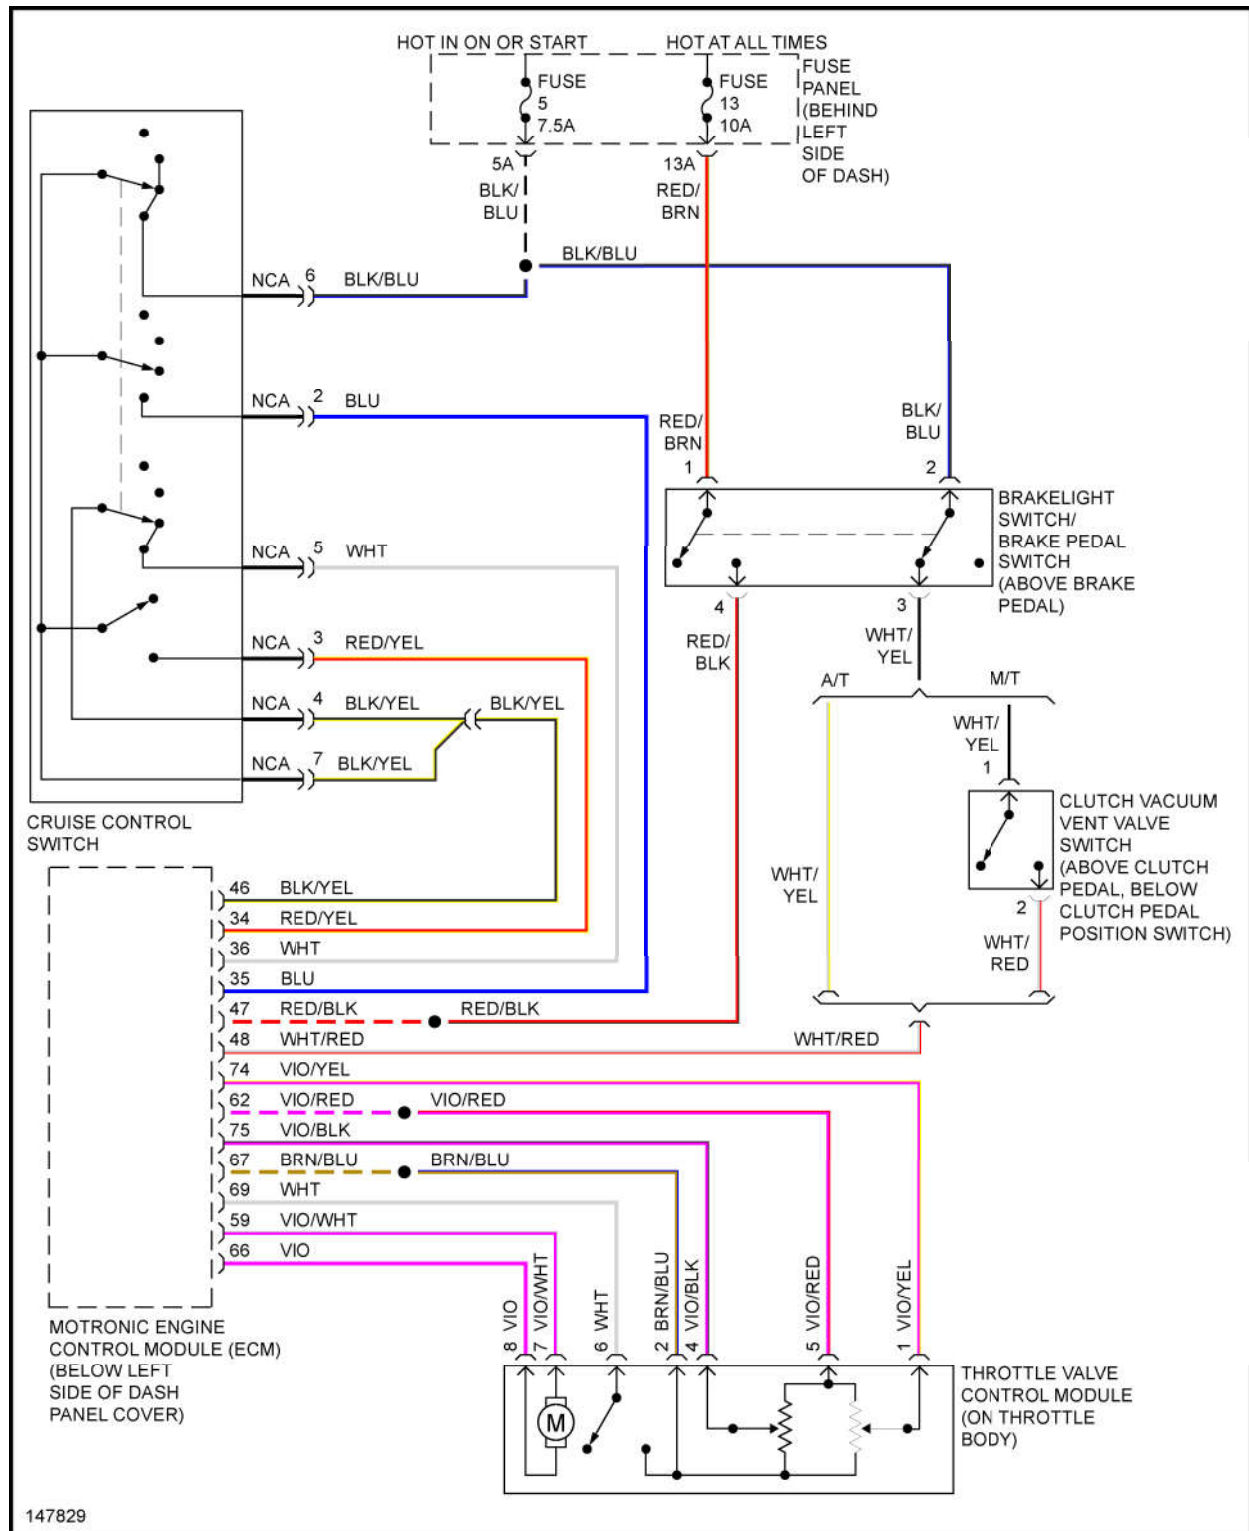 HOT IN ON OR START
HOT AT ALL TIMES
FUSE
5
7.5A
FUSE
13
10A
FUSE
PANEL
(BEHIND
LEFT
SIDE
OF DASH)
5A
13A
BLK/
BLU
RED/
BRN
BLK/BLU
NCA
6
BLK/BLU
NCA
2
BLU
BLK/
BLU
RED/
BRN
1
2
BRAKELIGHT
SWITCH/
BRAKE PEDAL
SWITCH
(ABOVE BRAKE
PEDAL)
NCA
5
WHT
4
3
NCA
3
RED/YEL
RED/
BLK
WHT/
YEL
NCA
4
BLK/YEL
BLK/YEL
A/T
M/T
NCA
7
BLK/YEL
WHT/
YEL
1
CRUISE CONTROL
SWITCH
CLUTCH VACUUM
VENT VALVE
SWITCH
(ABOVE CLUTCH
PEDAL, BELOW
CLUTCH PEDAL
POSITION SWITCH)
WHT/
YEL
2
WHT/
RED
46
BLK/YEL
34
RED/YEL
36
WHT
35
BLU
47
RED/BLK
RED/BLK
48
WHT/RED
WHT/RED
74
VIO/YEL
62
VIO/RED
VIO/RED
75
VIO/BLK
67
BRN/BLU
BRN/BLU
69
WHT
59
VIO/WHT
66
VIO
MOTRONIC ENGINE
CONTROL MODULE (ECM)
(BELOW LEFT
SIDE OF DASH
PANEL COVER)
8 VIO
7 VIO/WHT
6 WHT
2 BRN/BLU
4 VIO/BLK
5 VIO/RED
1 VIO/YEL
M
THROTTLE VALVE
CONTROL MODULE
(ON THROTTLE
BODY)
147829